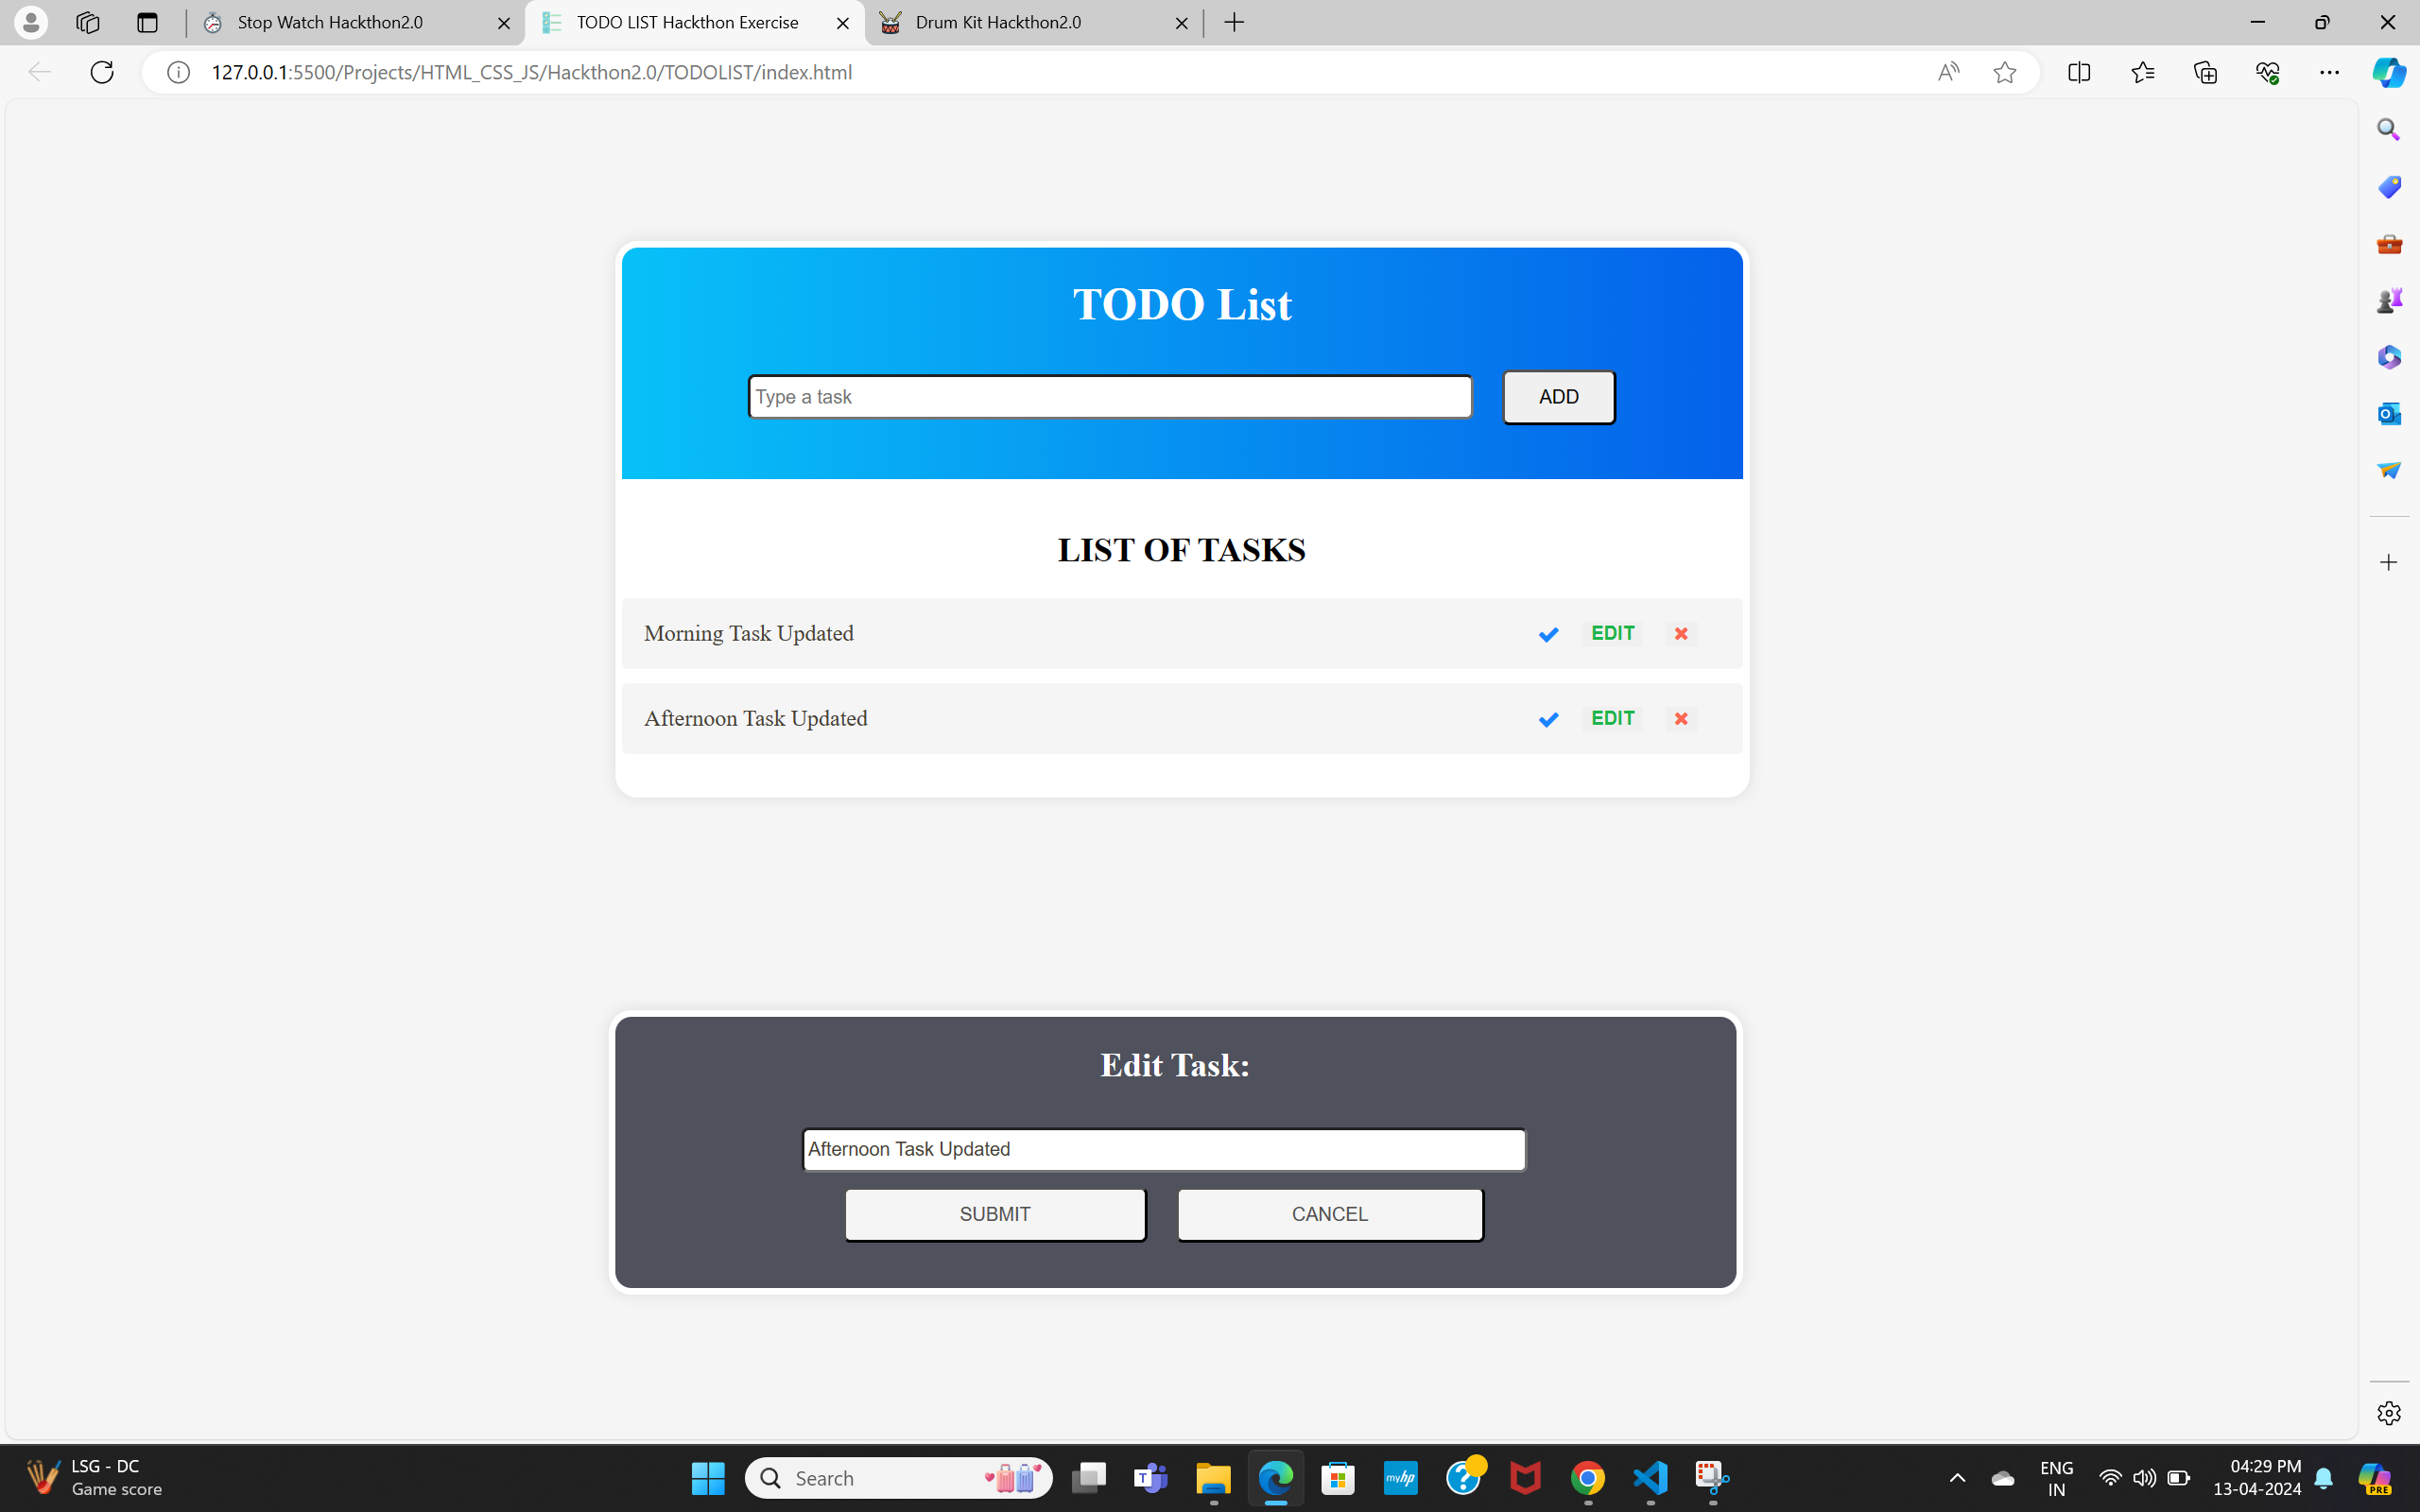 Stop Watch Hackthon2.0
TODO LIST Hackthon Exercise
Drum Kit Hackthon2.0
127.0.0.1:5500/Projects/HTML_CSS_JS/Hackthon2.0/TODOLIST/index.html
TODO List
Type a task
ADD
LIST OF TASKS
Morning Task Updated
EDIT
Afternoon Task Updated
EDIT
Edit Task:
Afternoon Task Updated
SUBMIT
CANCEL
LSG - DC
Game score
Search
T
myhp
ENG
IN
04:29 PM
13-04-2024
PRE